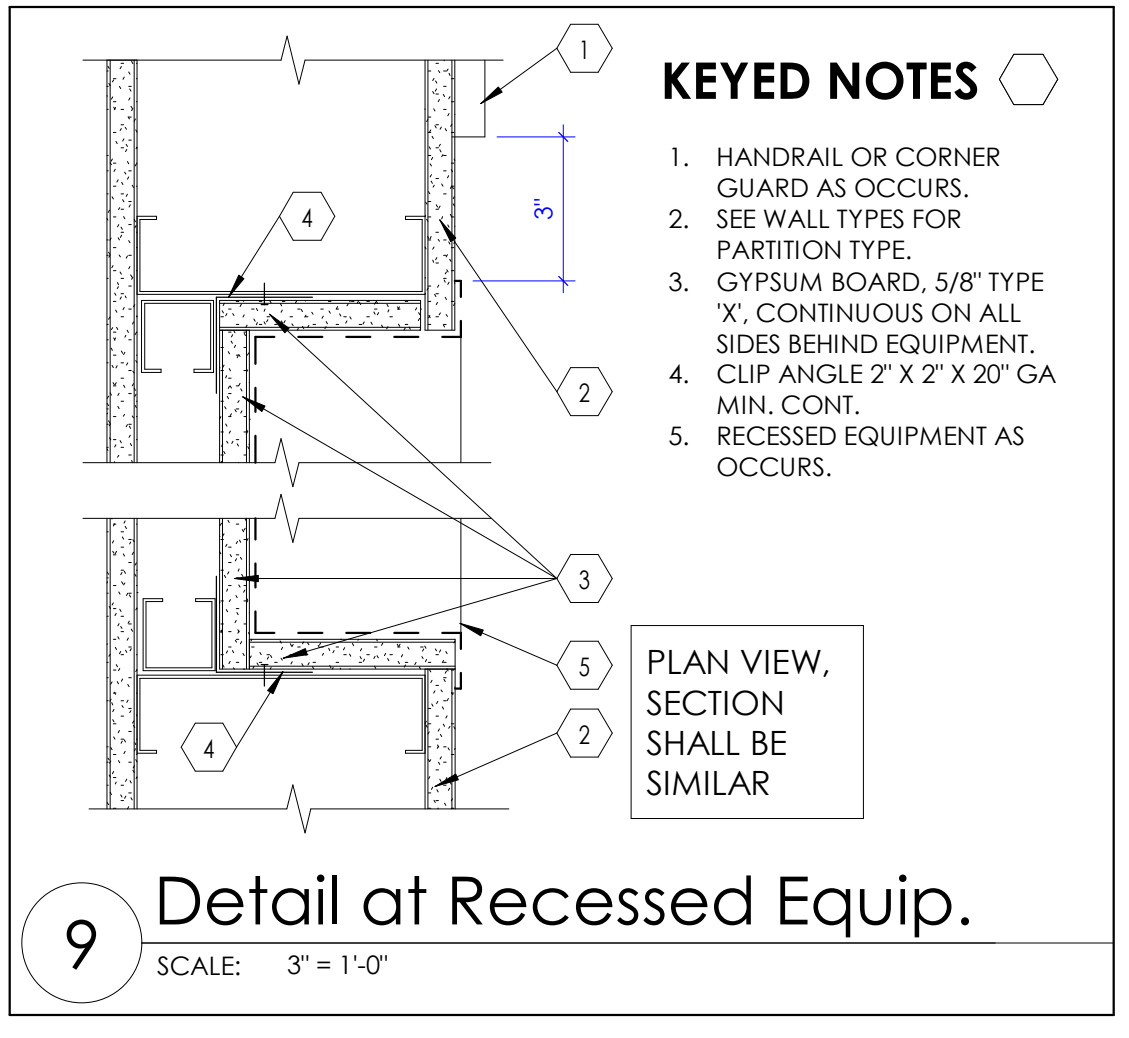 1
KEYED NOTES
1. HANDRAIL OR CORNER
GUARD AS OCCURS.
2. SEE WALL TYPES FOR
PARTITION TYPE.
3. GYPSUM BOARD, 5/8" TYPE
'X', CONTINUOUS ON ALL
SIDES BEHIND EQUIPMENT.
4. CLIP ANGLE 2" X 2" X 20" GA
MIN. CONT.
5. RECESSED EQUIPMENT AS
OCCURS.
4
3"
2
3
5
2
4
PLAN VIEW,
SECTION
SHALL BE
SIMILAR
9
Detail at Recessed Equip.
SCALE: 3" = 1'-0"